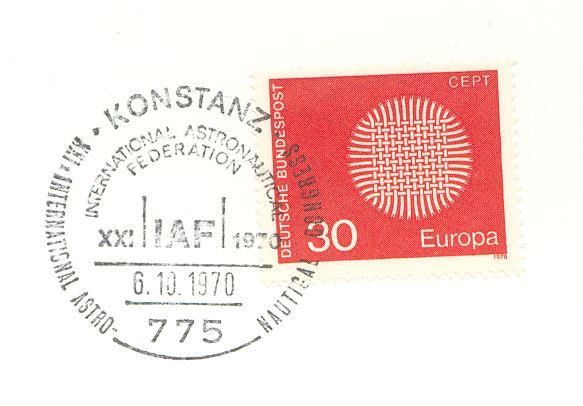 • KONSTANZ •
INTERNATIONAL ASTRONAUTICAL
FEDERATION
XXI IAF 1970
6.10.1970
XXI • INTERNATIONAL ASTRO-
NAUTICAL CONGRESS
775
CEPT
DEUTSCHE BUNDESPOST
30 Europa
1970